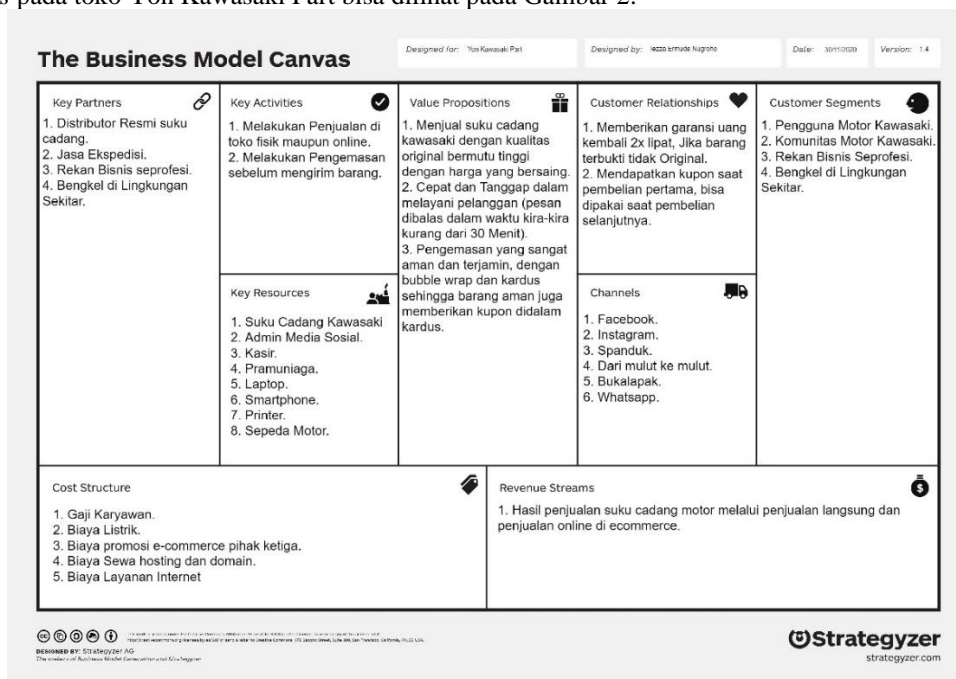 toko Yon Kawasaki Part bisa dilihat pada Gambar 2.
The Business Model Canvas
Designed for: Yon Kawasaki Part
Designed by: Ermude Nugroho
Date: 30/11/2020
Version: 1.4
Key Partners
1. Distributor Resmi suku
cadang.
2. Jasa Ekspedisi.
3. Rekan Bisnis seprofesi.
4. Bengkel di Lingkungan
Sekitar.
Key Activities
1. Melakukan Penjualan di
toko fisik maupun online.
2. Melakukan Pengemasan
sebelum mengirim barang.
Key Resources
1. Suku Cadang Kawasaki
2. Admin Media Sosial.
3. Kasir.
4. Pramuniaga.
5. Laptop.
6. Smartphone.
7. Printer.
8. Sepeda Motor.
Value Propositions
1. Menjual suku cadang
kawasaki dengan kualitas
original bermutu tinggi
dengan harga yang bersaing.
2. Cepat dan Tanggap dalam
melayani pelanggan (pesan
dibalas dalam waktu kira-kira
kurang dari 30 Menit).
3. Pengemasan yang sangat
aman dan terjamin, dengan
bubble wrap dan kardus
sehingga barang aman juga
memberikan kupon didalam
kardus.
Customer Relationships
1. Memberikan garansi uang
kembali 2x lipat, Jika barang
terbukti tidak Original.
2. Mendapatkan kupon saat
pembelian pertama, bisa
dipakai saat pembelian
selanjutnya.
Channels
1. Facebook.
2. Instagram.
3. Spanduk.
4. Dari mulut ke mulut.
5. Bukalapak.
6. Whatsapp.
Customer Segments
1. Pengguna Motor Kawasaki.
2. Komunitas Motor Kawasaki.
3. Rekan Bisnis Seprofesi.
4. Bengkel di Lingkungan
Sekitar.
Cost Structure
1. Gaji Karyawan.
2. Biaya Listrik.
3. Biaya promosi e-commerce pihak ketiga.
4. Biaya Sewa hosting dan domain.
5. Biaya Layanan Internet
Revenue Streams
1. Hasil penjualan suku cadang motor melalui penjualan langsung dan
penjualan online di ecommerce.
DESIGNED BY: Strategyzer AG
The makers of Business Model Generation and Strategyzer
Strategyzer
strategyzer.com